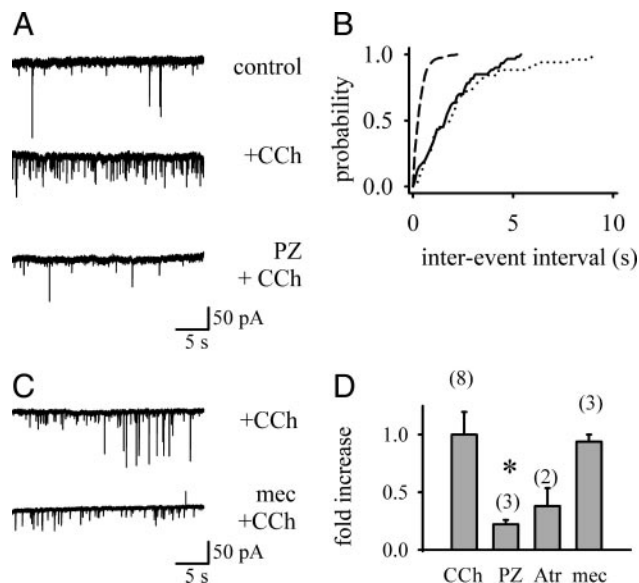 A
control
+CCh
PZ
+ CCh
50 pA
5 s
B
probability
1.0
0.5
0.0
0
5
10
inter-event interval (s)
C
+CCh
mec
+CCh
50 pA
5 s
D
fold increase
1.0
0.5
0.0
(8)
*
(3)
(2)
(3)
CCh PZ Atr mec